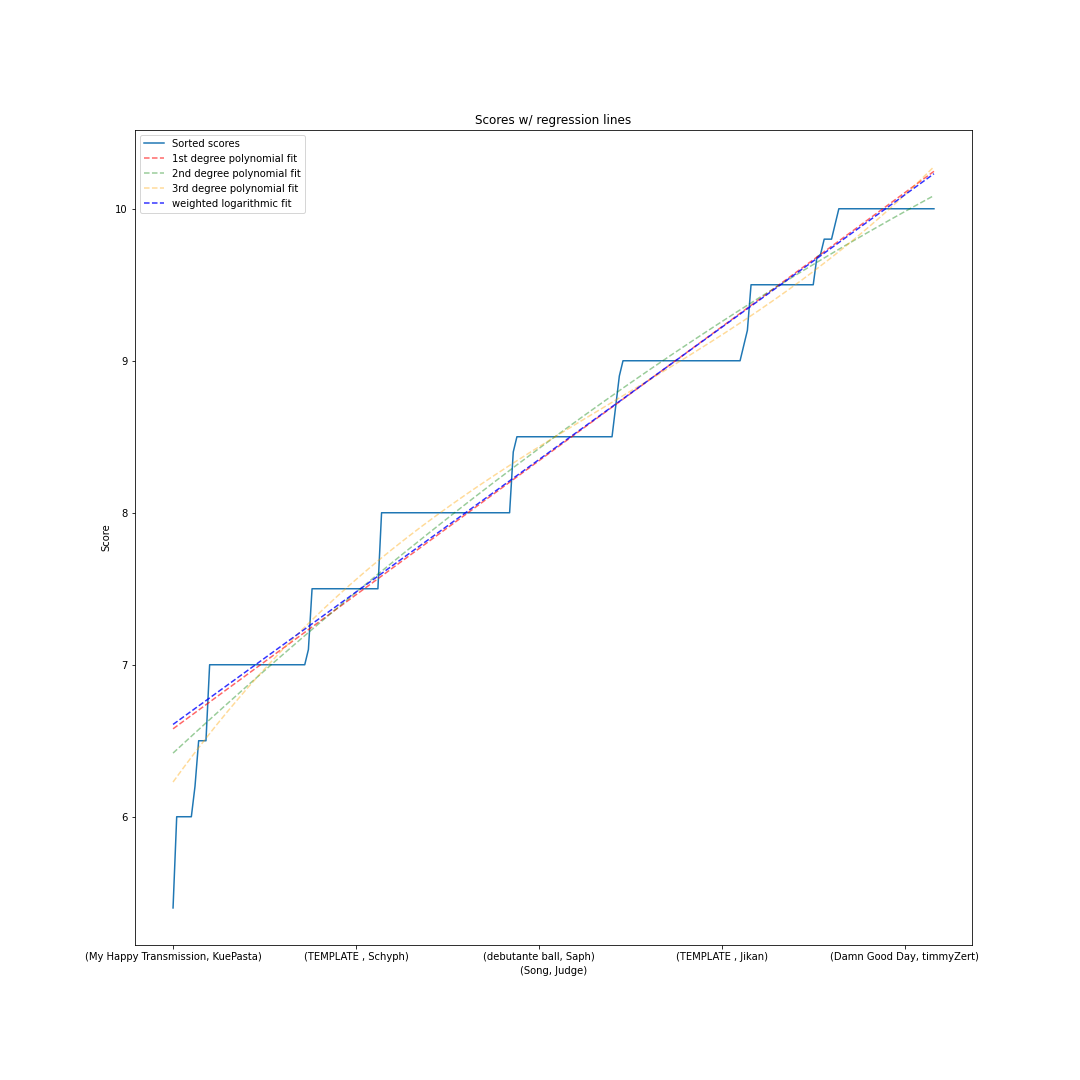 Scores w/ regression lines
Sorted scores
1st degree polynomial fit
2nd degree polynomial fit
3rd degree polynomial fit
weighted logarithmic fit
10
9
8
7
6
Score
(My Happy Transmission, KuePasta)
(TEMPLATE , Schyph)
(debutante ball, Saph)
(TEMPLATE , Jikan)
(Damn Good Day, timmyZert)
(Song, Judge)